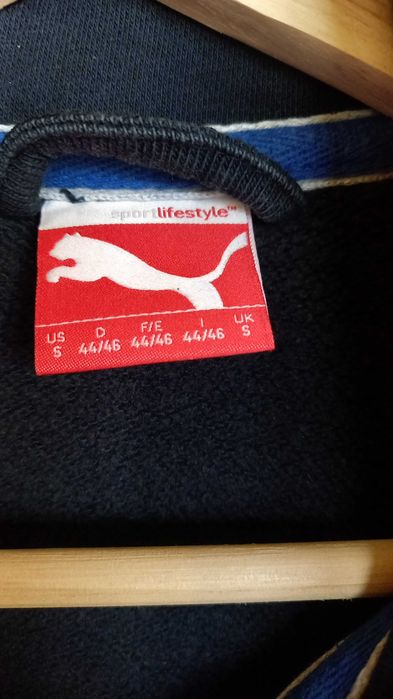 sportlifestyle™
US D F/E I UK
S 44/46 44/46 44/46 S